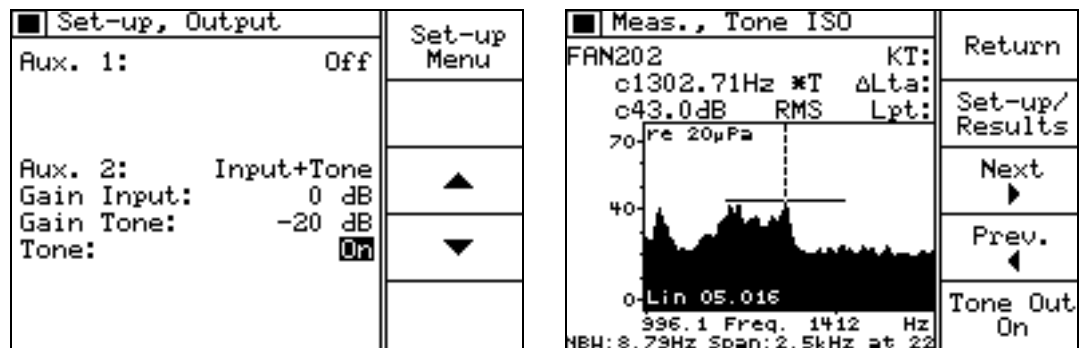 Set-up, Output
Aux. 1: Off
Aux. 2: Input+Tone
Gain Input: 0 dB
Gain Tone: -20 dB
Tone: On
Set-up
Menu
Meas., Tone ISO
FAN202 KT:
c1302.71Hz *T ΔLta:
c43.0dB RMS Lpt:
70 re 20µPa
40
0 Lin 05.016
996.1 Freq. 1412 Hz
NBW:8.79Hz Span:2.5kHz at 22
Return
Set-up/
Results
Next
Prev.
Tone Out
On